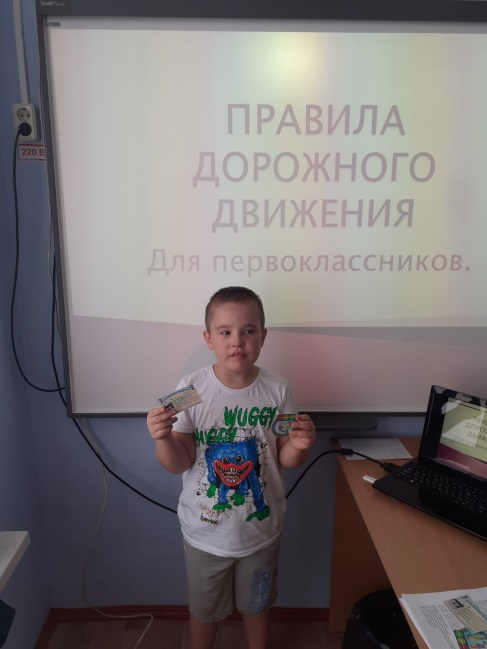 220 В
ПРАВИЛА
ДОРОЖНОГО
ДВИЖЕНИЯ
Для первоклассников.
WUGGY
HUGGY